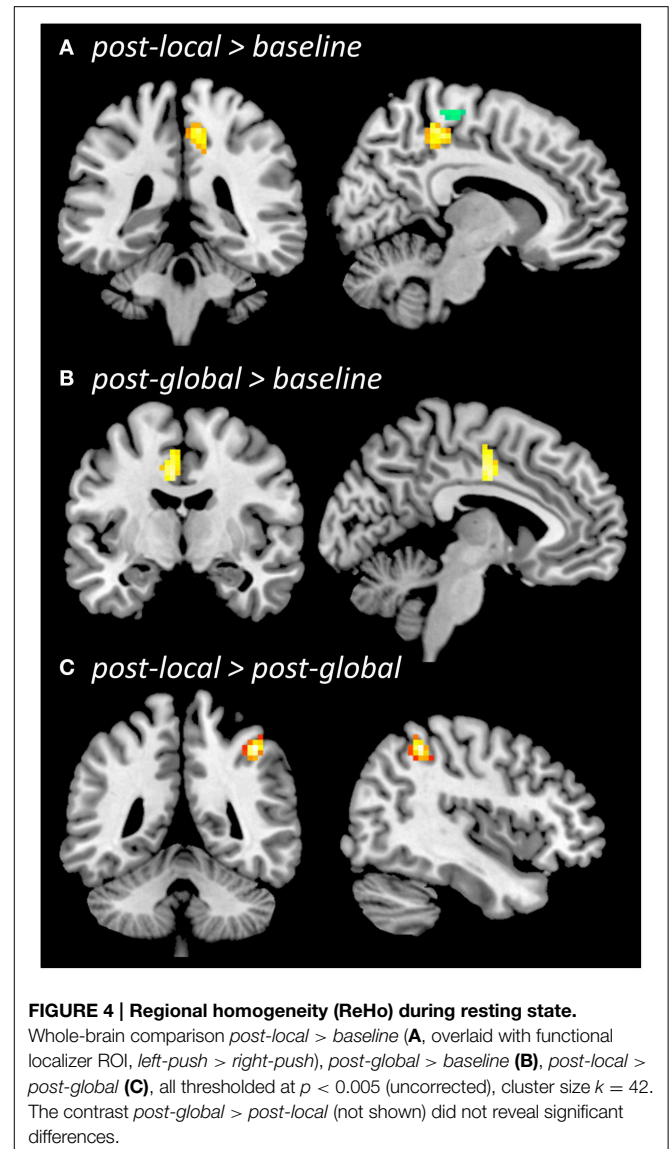 A post-local > baseline
B post-global > baseline
C post-local > post-global
FIGURE 4 | Regional homogeneity (ReHo) during resting state.
Whole-brain comparison post-local > baseline (A, overlaid with functional
localizer ROI, left-push > right-push), post-global > baseline (B), post-local >
post-global (C), all thresholded at p < 0.005 (uncorrected), cluster size k = 42.
The contrast post-global > post-local (not shown) did not reveal significant
differences.